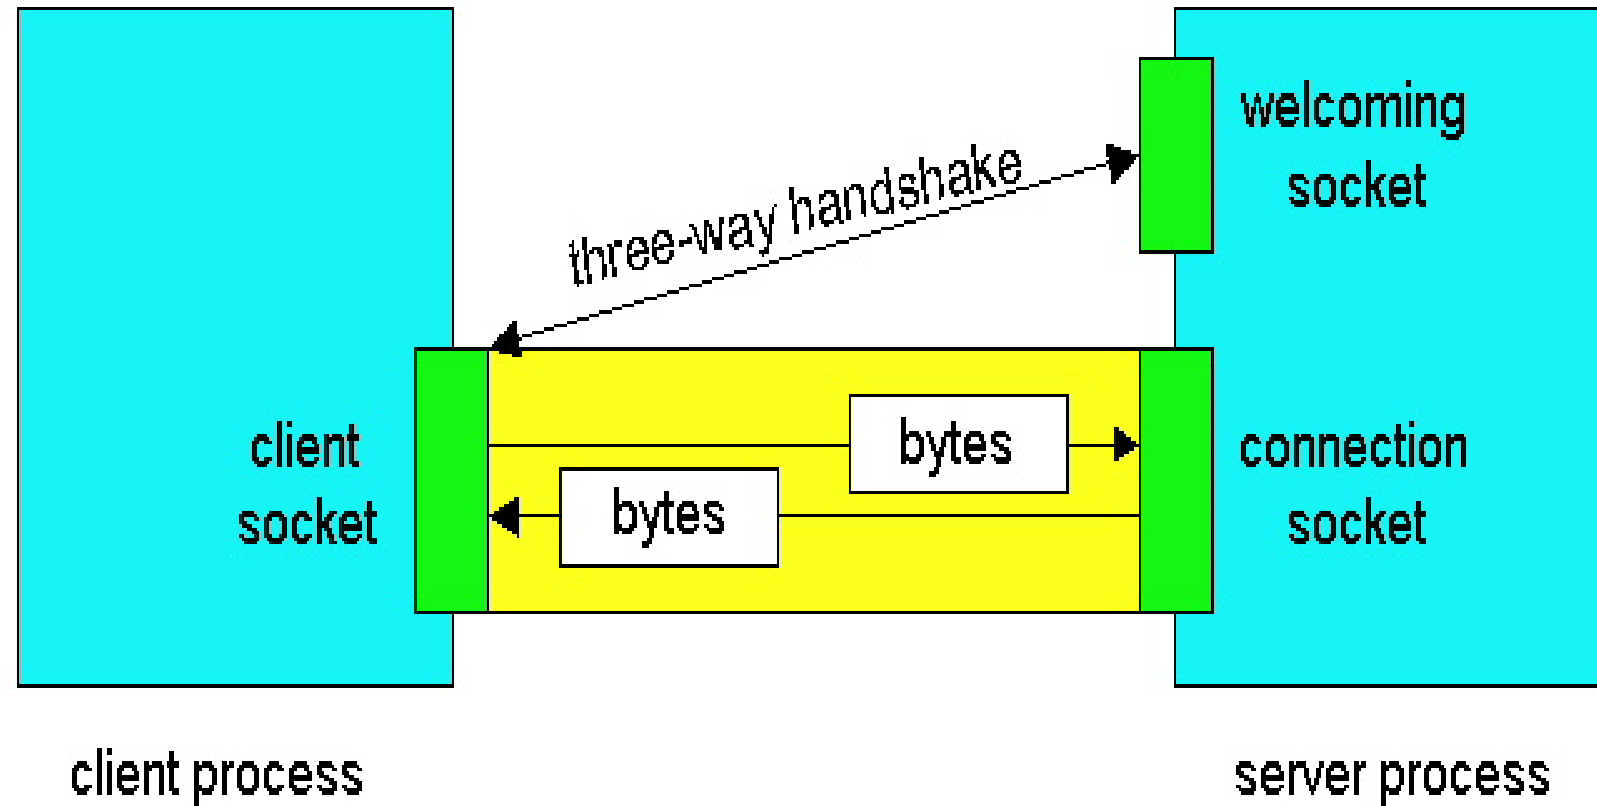 welcoming
socket
three-way handshake
client
socket
bytes
bytes
connection
socket
client process
server process